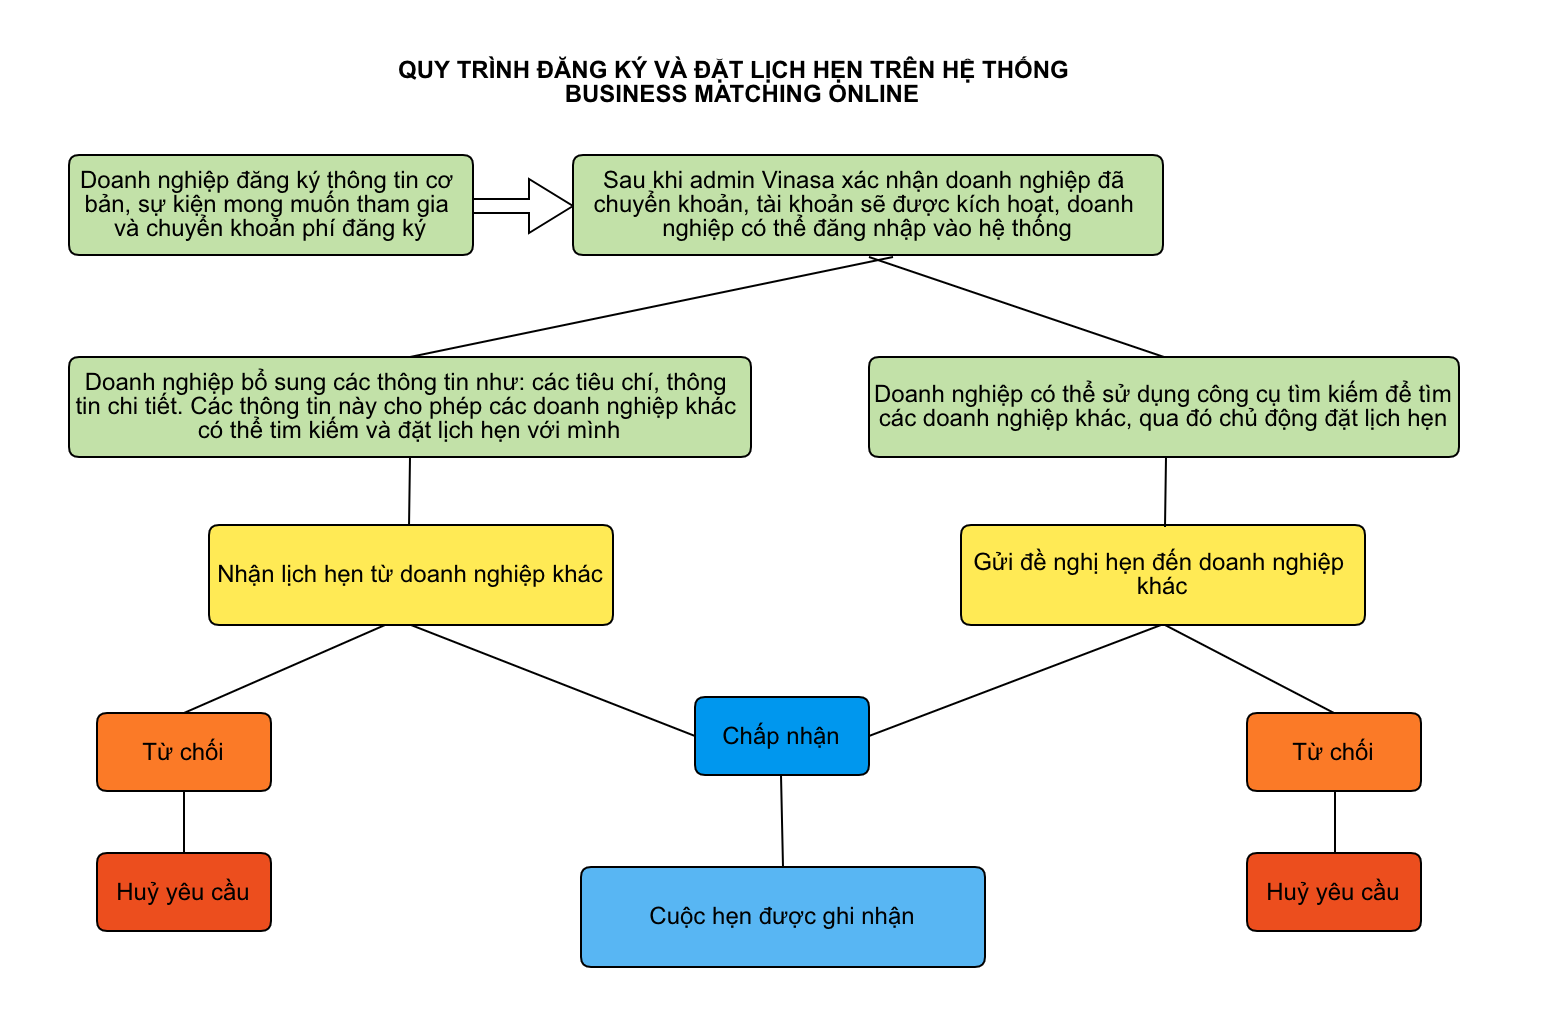 QUY TRÌNH ĐĂNG KÝ VÀ ĐẶT LỊCH HẸN TRÊN HỆ THỐNG
BUSINESS MATCHING ONLINE
Doanh nghiệp đăng ký thông tin cơ
bản, sự kiện mong muốn tham gia
và chuyển khoản phí đăng ký
Sau khi admin Vinasa xác nhận doanh nghiệp đã
chuyển khoản, tài khoản sẽ được kích hoạt, doanh
nghiệp có thể đăng nhập vào hệ thống
Doanh nghiệp bổ sung các thông tin như: các tiêu chí, thông
tin chi tiết. Các thông tin này cho phép các doanh nghiệp khác
có thể tim kiếm và đặt lịch hẹn với mình
Doanh nghiệp có thể sử dụng công cụ tìm kiếm để tìm
các doanh nghiệp khác, qua đó chủ động đặt lịch hẹn
Nhận lịch hẹn từ doanh nghiệp khác
Gửi đề nghị hẹn đến doanh nghiệp
khác
Từ chối
Chấp nhận
Từ chối
Huỷ yêu cầu
Cuộc hẹn được ghi nhận
Huỷ yêu cầu